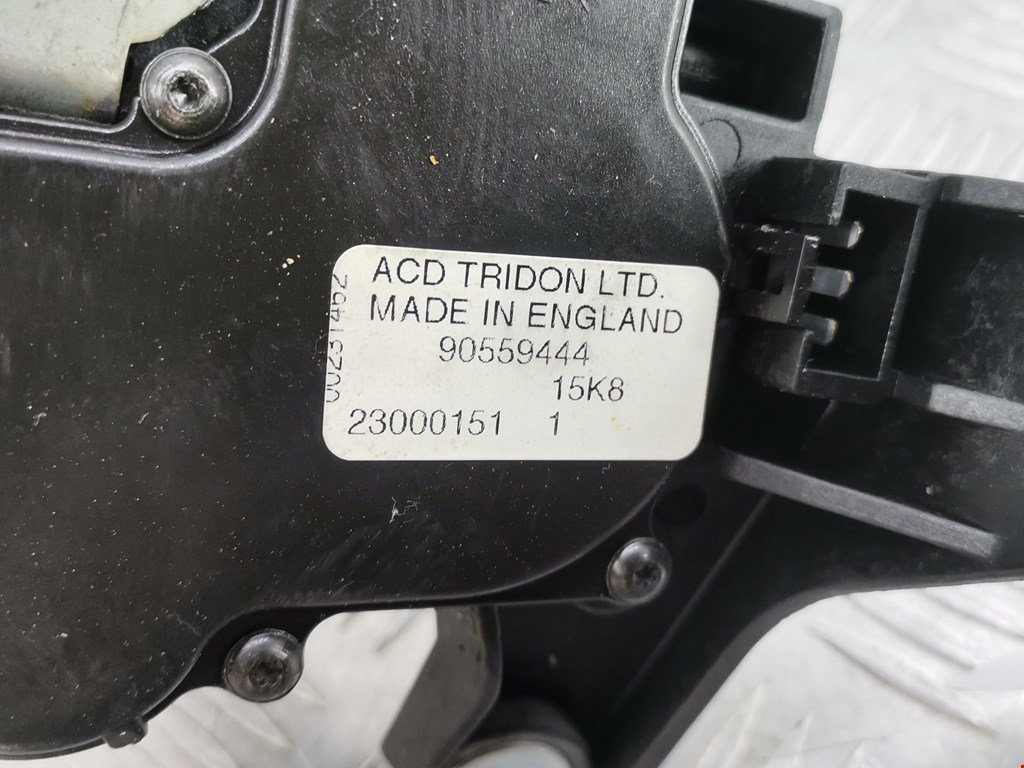 ACD TRIDON LTD.
MADE IN ENGLAND
90559444
15K8
23000151 1